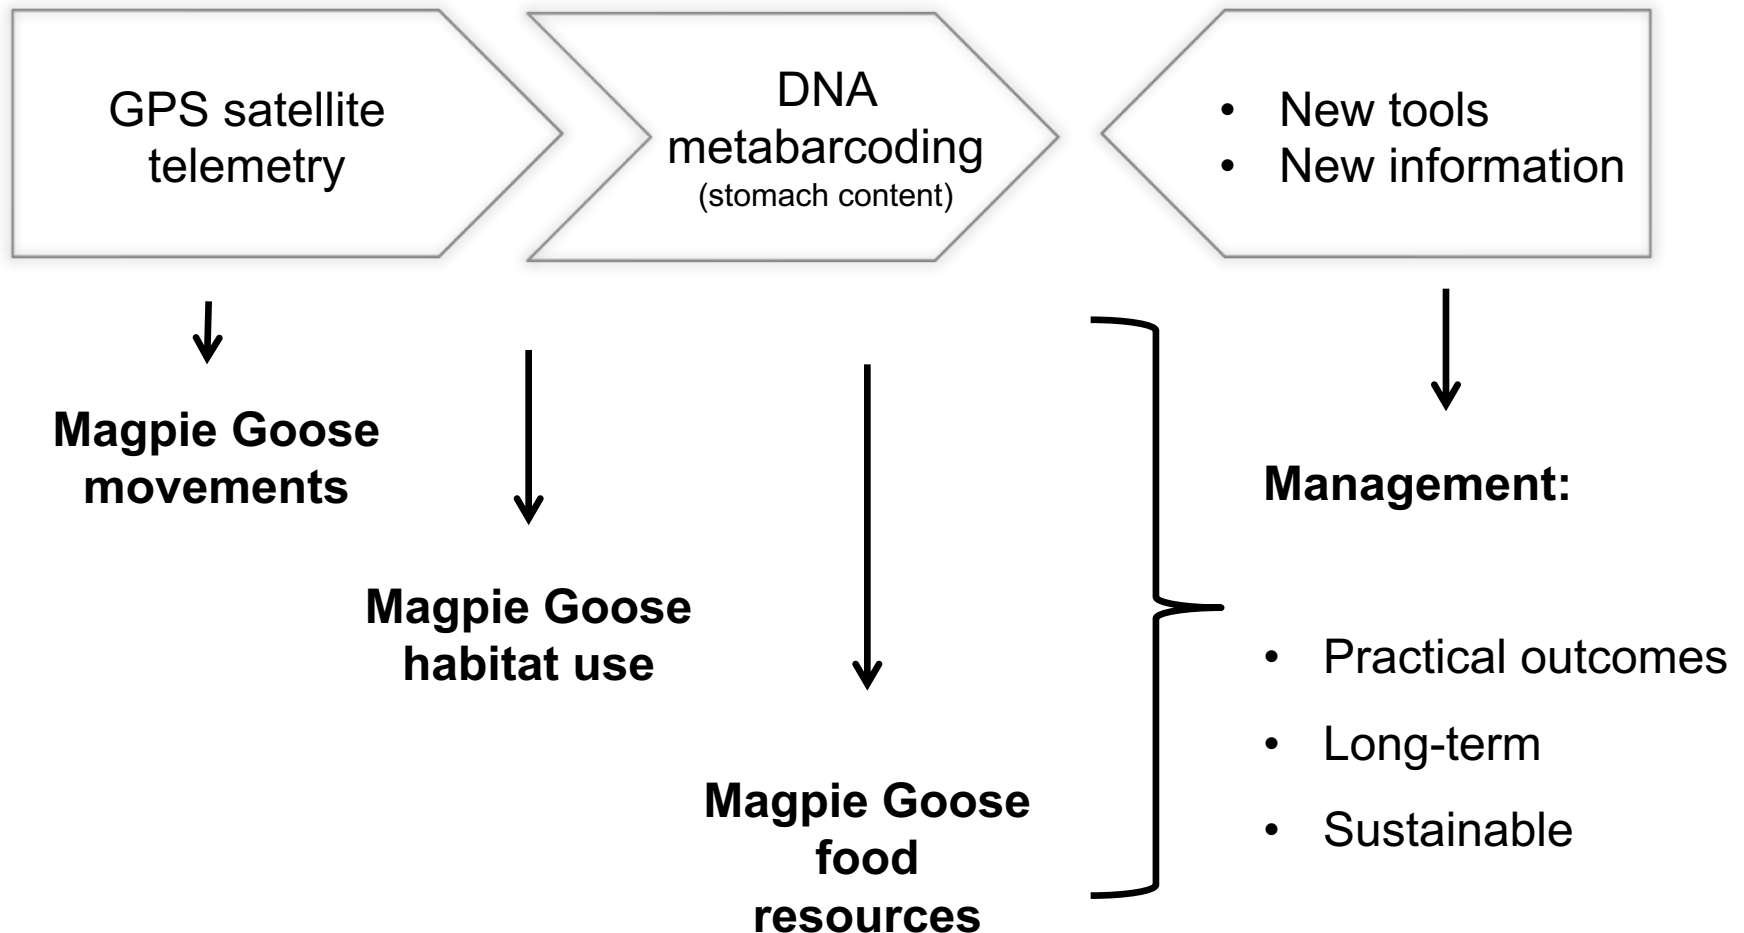 GPS satellite
telemetry
DNA
metabarcoding
(stomach content)
• New tools
• New information
Magpie Goose
movements
Magpie Goose
habitat use
Magpie Goose
food
resources
Management:
• Practical outcomes
• Long-term
• Sustainable